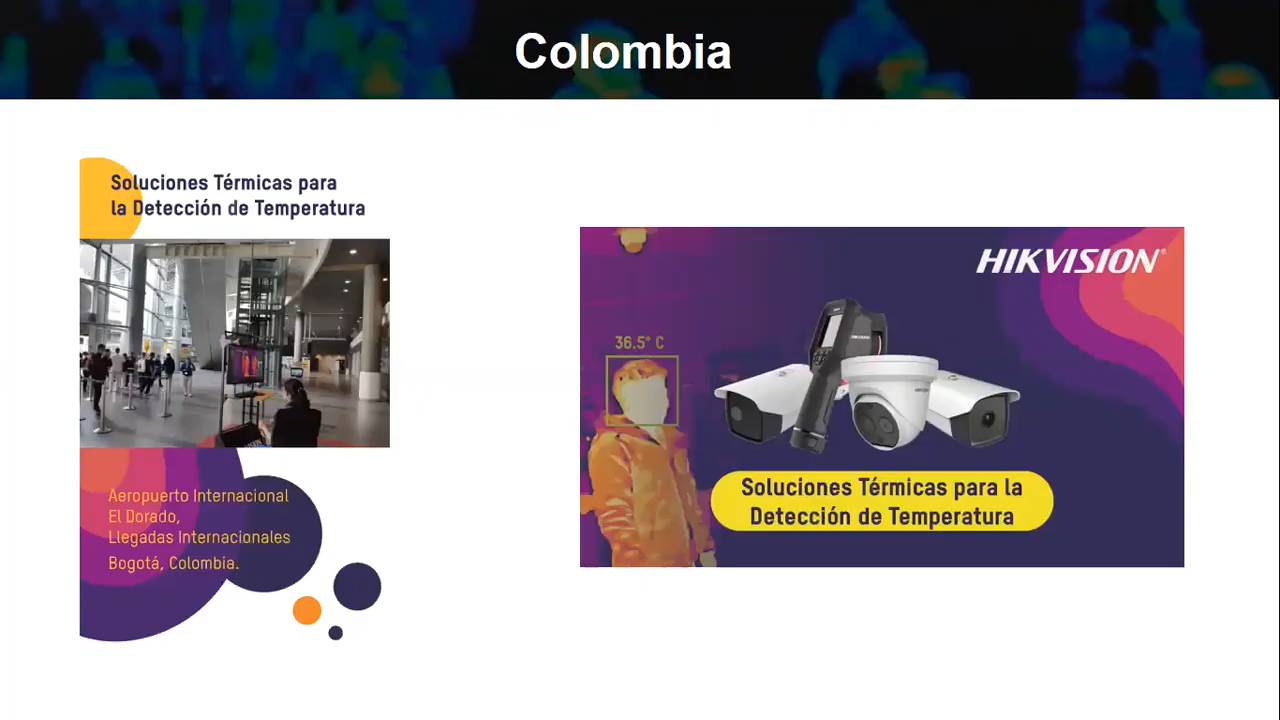 Colombia
Soluciones Térmicas para
la Detección de Temperatura
Aeropuerto Internacional
El Dorado,
Llegadas Internacionales
Bogotá, Colombia.
HIKVISION®
36.5° C
Soluciones Térmicas para la
Detección de Temperatura